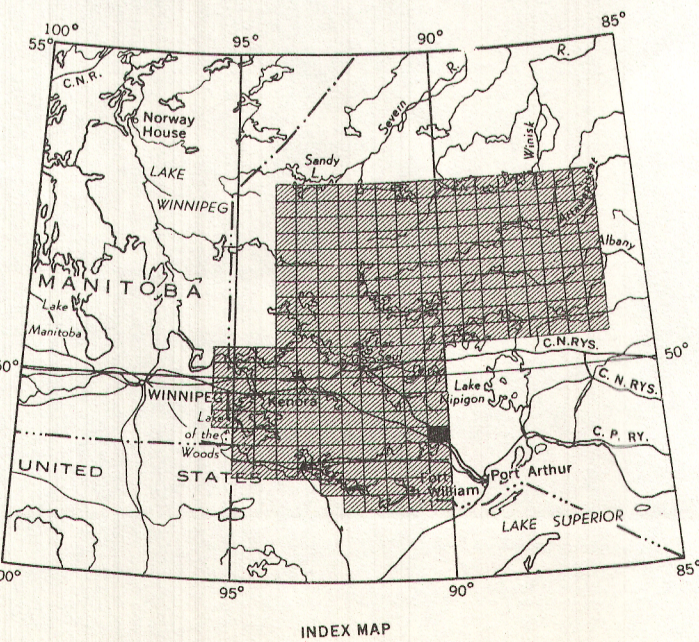 100°
95°
90°
85°
55°
C.N.R.
R.
R.
Severn
Winisk
Norway
House
Sandy
L.
LAKE
WINNIPEG
Attawapiskat
Albany
MANITOBA
Lake
Manitoba
Lac
Seul
C.N.RYS.
50°
50°
C.N.RYS.
WINNIPEG
Kenora
Lake
Nipigon
Lake
of the
Woods
C.P. RY.
UNITED
STATES
Fort
William
Port Arthur
LAKE SUPERIOR
00°
95°
90°
85°
INDEX MAP